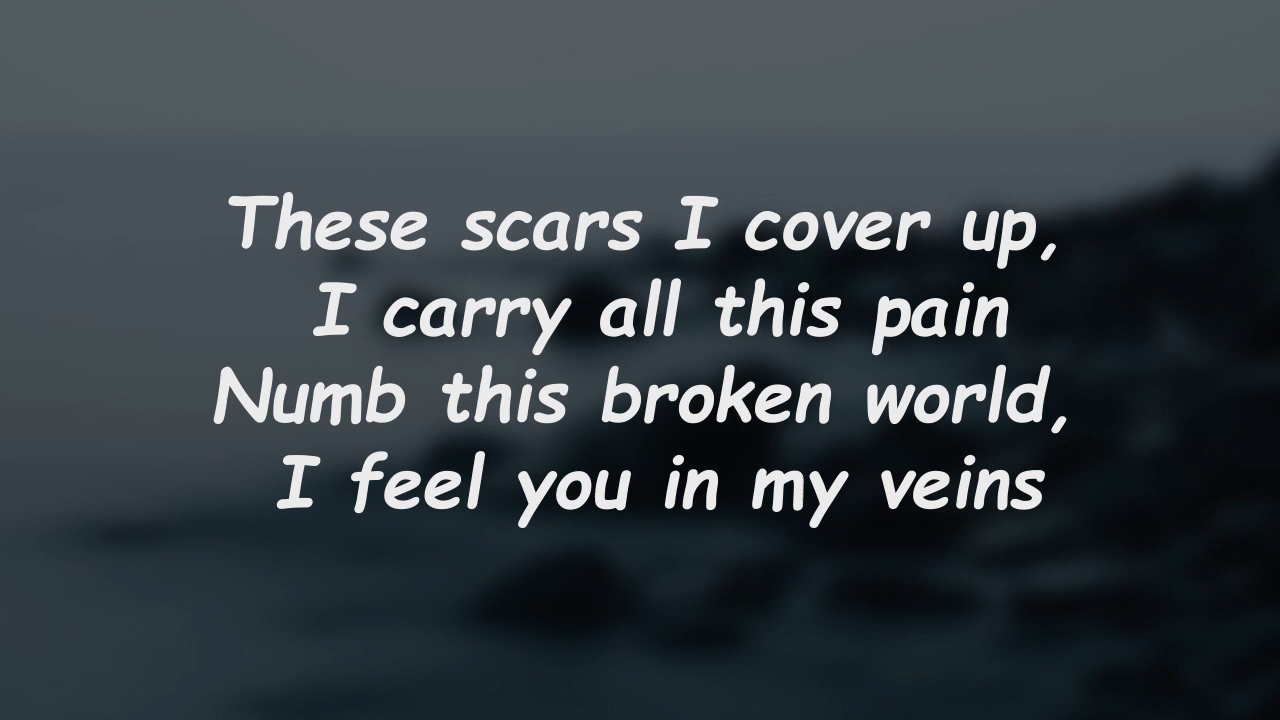 These scars I cover up,
I carry all this pain
Numb this broken world,
I feel you in my veins